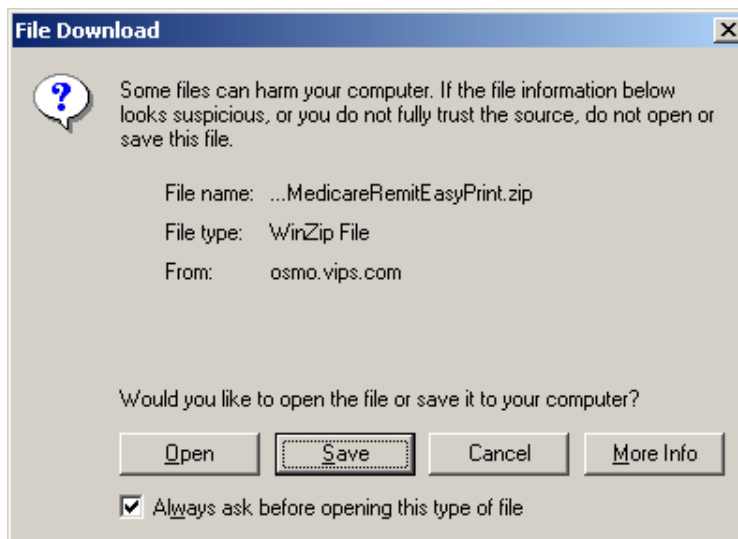 File Download
Some files can harm your computer. If the file information below
looks suspicious, or you do not fully trust the source, do not open or
save this file.
File name: ...MedicareRemitEasyPrint.zip
File type: WinZip File
From: osmo.vips.com
Would you like to open the file or save it to your computer?
Open Save Cancel More Info
Always ask before opening this type of file